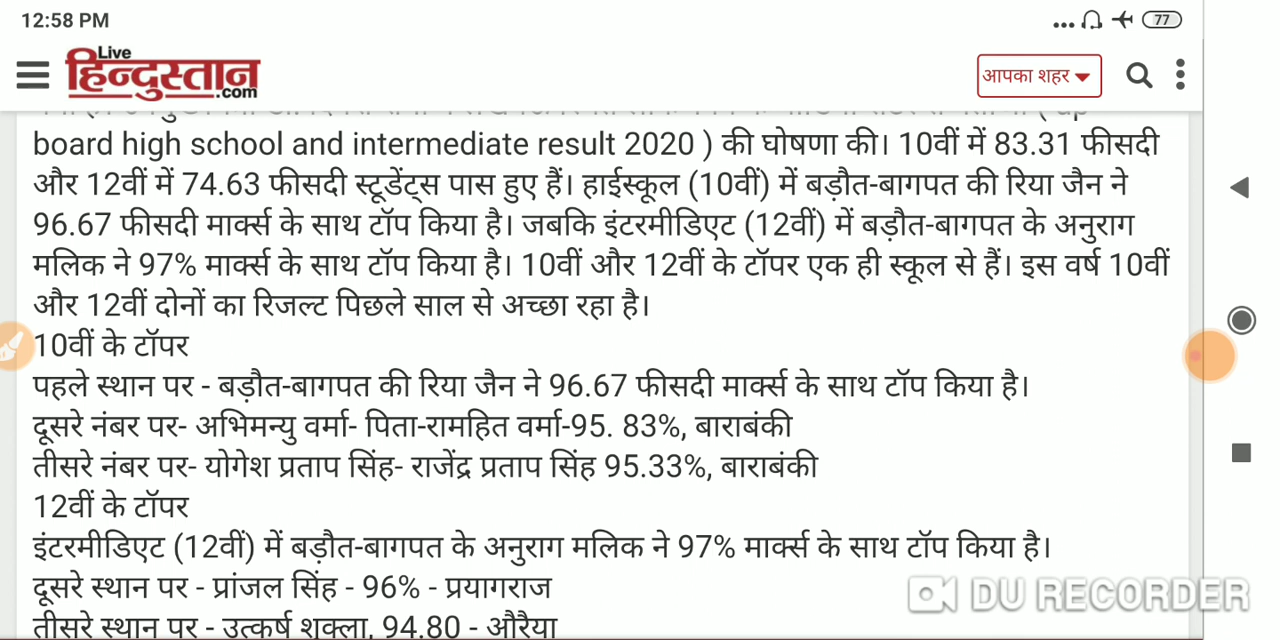 12:58 PM
77
Live
हिन्दुस्तान
.com
आपका शहर
board high school and intermediate result 2020 ) की घोषणा की। 10वीं में 83.31 फीसदी
और 12वीं में 74.63 फीसदी स्टूडेंट्स पास हुए हैं। हाईस्कूल (10वीं) में बड़ौत-बागपत की रिया जैन ने
96.67 फीसदी मार्क्स के साथ टॉप किया है। जबकि इंटरमीडिएट (12वीं) में बड़ौत-बागपत के अनुराग
मलिक ने 97% मार्क्स के साथ टॉप किया है। 10वीं और 12वीं के टॉपर एक ही स्कूल से हैं। इस वर्ष 10वीं
और 12वीं दोनों का रिजल्ट पिछले साल से अच्छा रहा है।
10वीं के टॉपर
पहले स्थान पर - बड़ौत-बागपत की रिया जैन ने 96.67 फीसदी मार्क्स के साथ टॉप किया है।
दूसरे नंबर पर- अभिमन्यु वर्मा- पिता-रामहित वर्मा-95. 83%, बाराबंकी
तीसरे नंबर पर- योगेश प्रताप सिंह- राजेंद्र प्रताप सिंह 95.33%, बाराबंकी
12वीं के टॉपर
इंटरमीडिएट (12वीं) में बड़ौत-बागपत के अनुराग मलिक ने 97% मार्क्स के साथ टॉप किया है।
दूसरे स्थान पर - प्रांजल सिंह - 96% - प्रयागराज
तीसरे स्थान पर - उत्कर्ष शुक्ला, 94.80 - औरैया
DU RECORDER